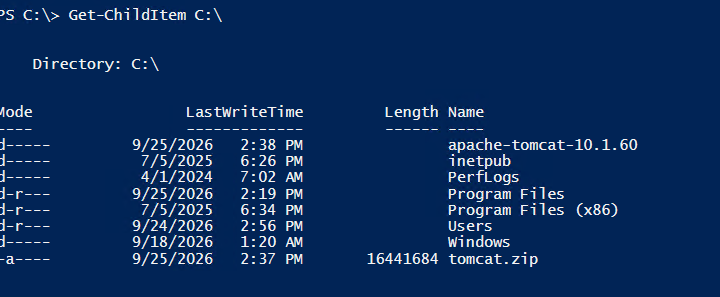 PS C:\> Get-ChildItem C:\
Directory: C:\
Mode LastWriteTime Length Name
---- ------------- ------ ----
d----- 9/25/2026 2:38 PM apache-tomcat-10.1.60
d----- 7/5/2025 6:26 PM inetpub
d----- 4/1/2024 7:02 AM PerfLogs
d-r--- 9/25/2026 2:19 PM Program Files
d-r--- 7/5/2025 6:34 PM Program Files (x86)
d-r--- 9/24/2026 2:56 PM Users
d----- 9/18/2026 1:20 AM Windows
-a---- 9/25/2026 2:37 PM 16441684 tomcat.zip